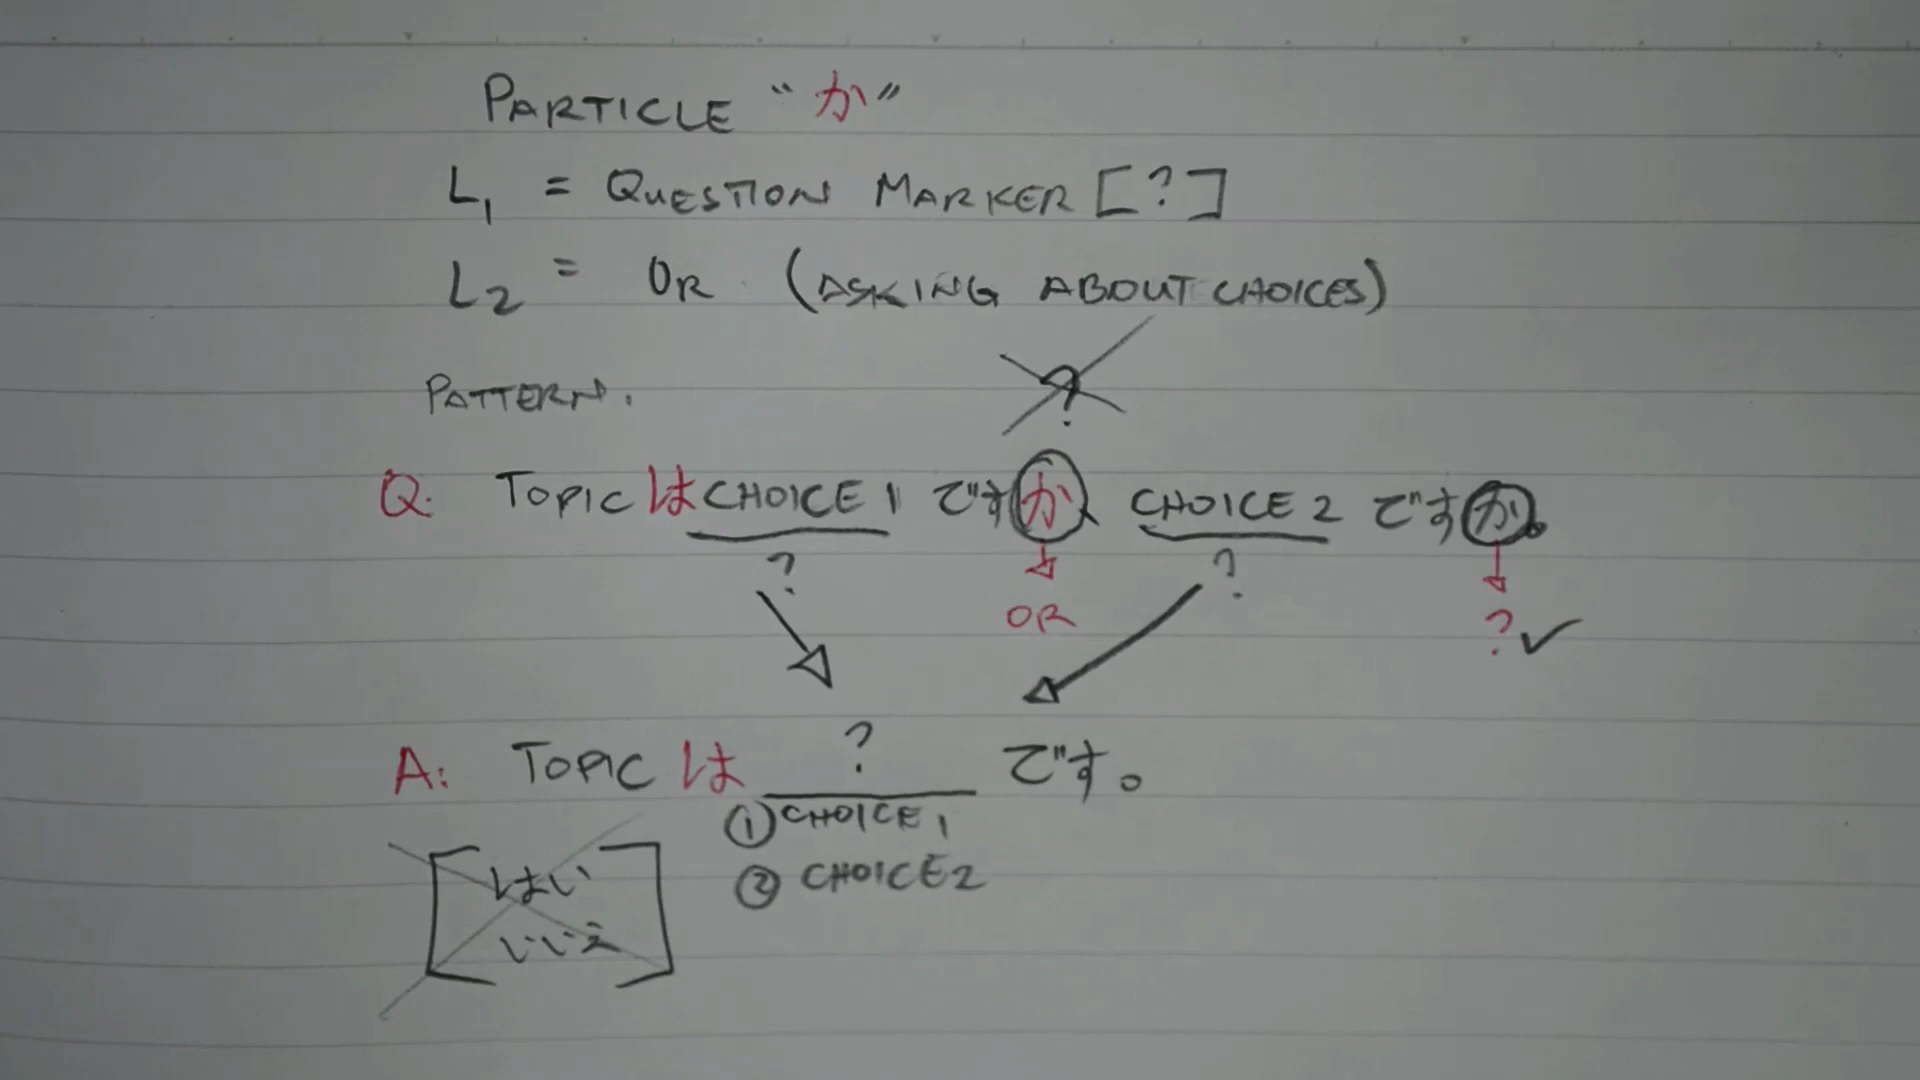 PARTICLE "か"
L1 = QUESTION MARKER [?]
L2 = OR (ASKING ABOUT CHOICES)
PATTERN.
?
Q: TOPIC は CHOICE 1 ですか、 CHOICE 2 ですか。
? ?
OR ?
?
A: TOPIC は です。
① CHOICE 1
はい ② CHOICE 2
いいえ